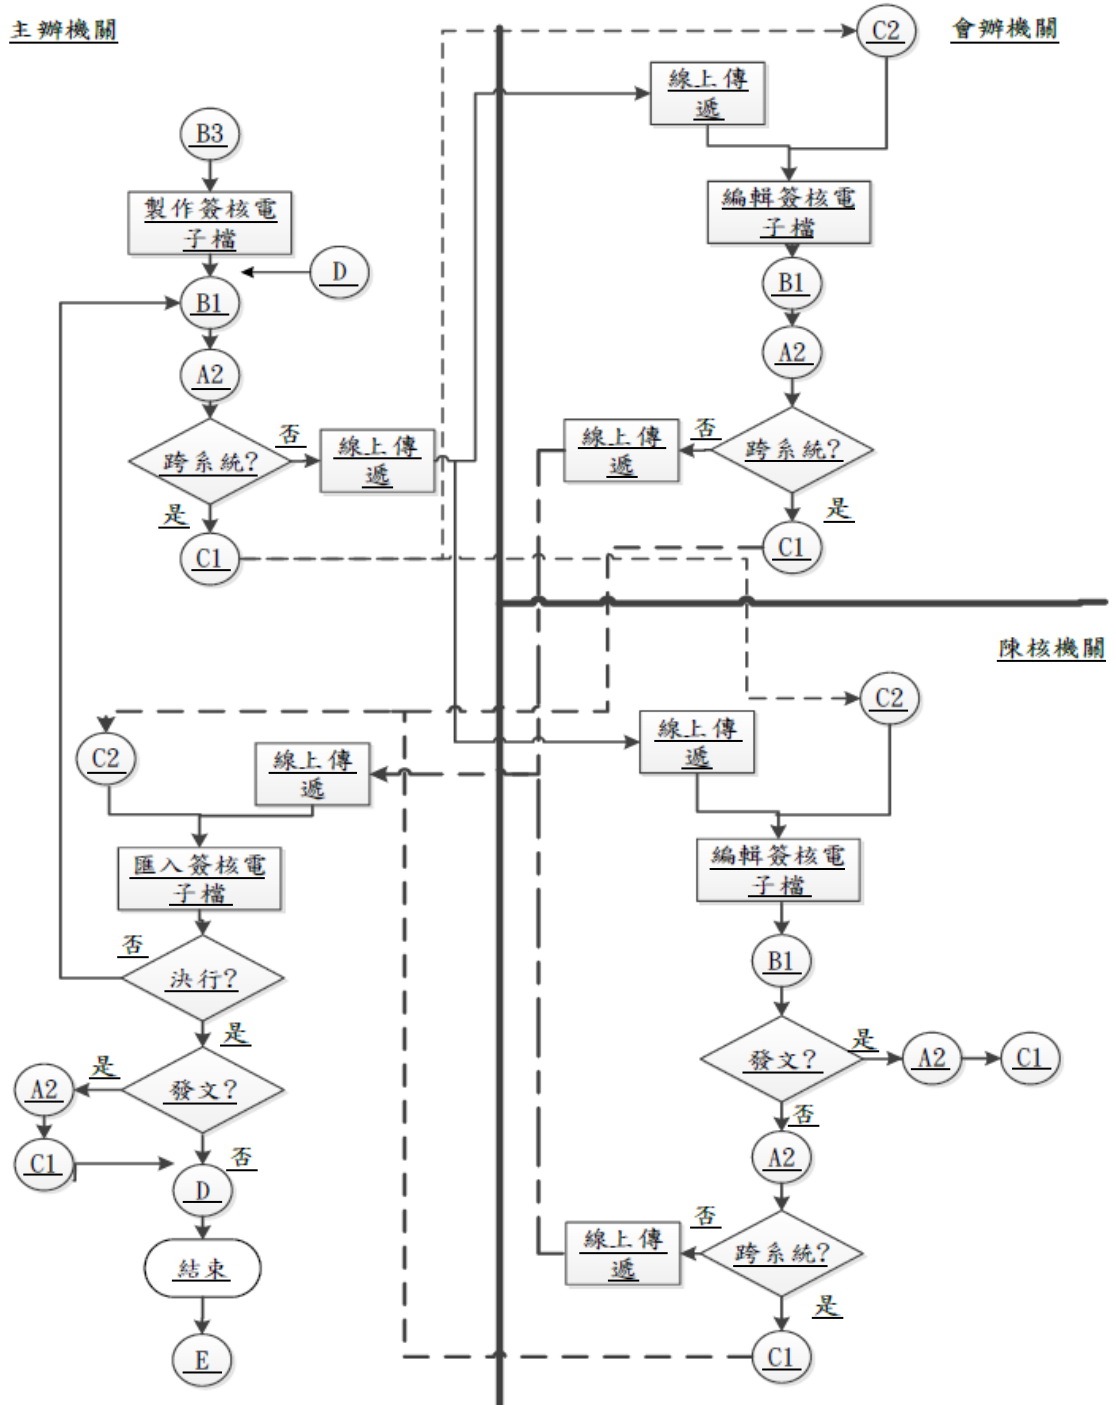 主辦機關
B3
製作簽核電
子檔
D
B1
A2
跨系統?
否
線上傳
遞
是
C1
C2
線上傳
遞
匯入簽核電
子檔
否
決行?
是
是
發文?
A2
C1
否
D
結束
E
會辦機關
C2
線上傳
遞
編輯簽核電
子檔
B1
A2
跨系統?
否
線上傳
遞
是
C1
陳核機關
C2
線上傳
遞
編輯簽核電
子檔
B1
發文?
是
A2
C1
否
A2
跨系統?
否
線上傳
遞
是
C1